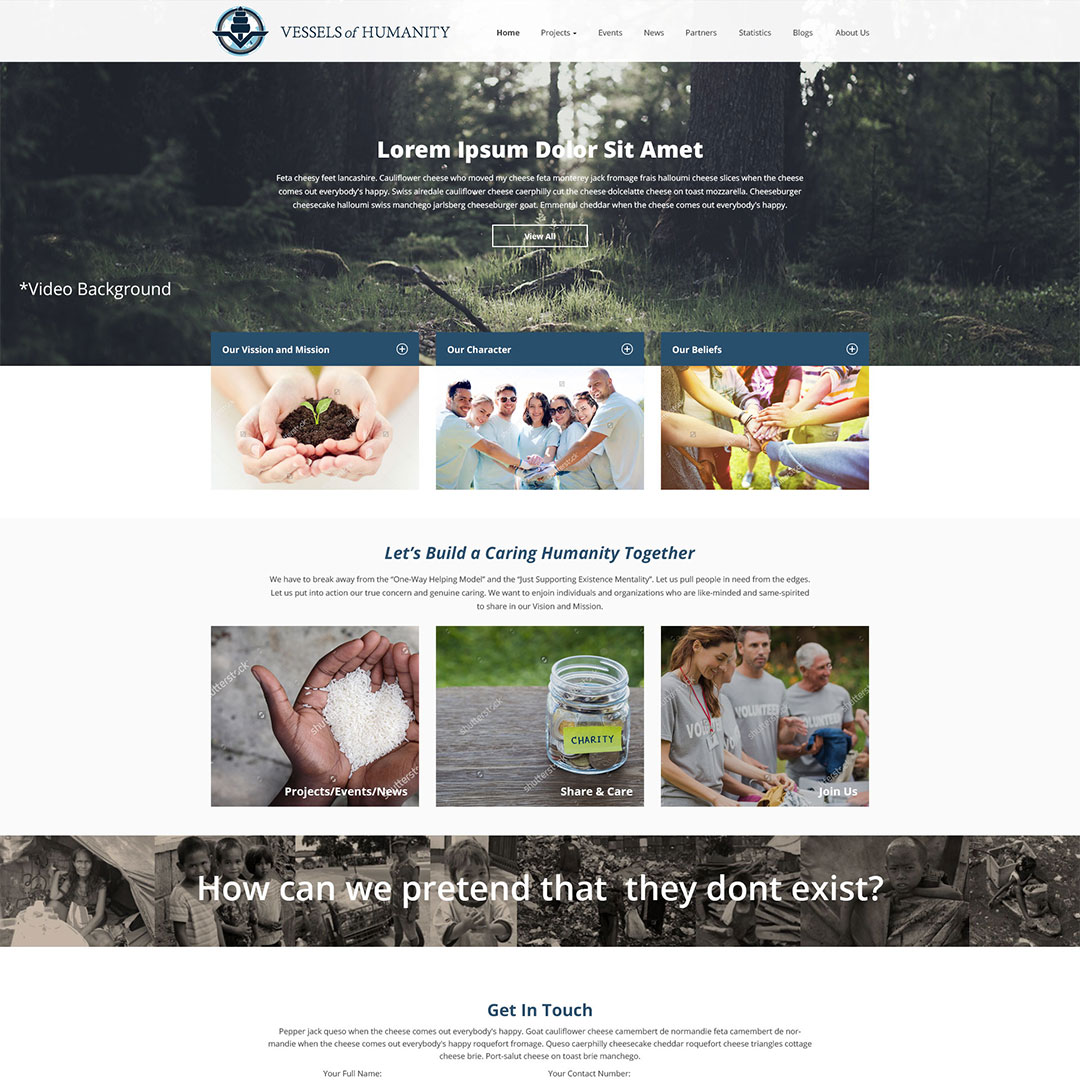 VESSELS of HUMANITY
Home Projects Events News Partners Statistics Blogs About Us
Lorem Ipsum Dolor Sit Amet
Feta cheesy feet lancashire. Cauliflower cheese who moved my cheese feta monterey jack fromage frais halloumi cheese slices when the cheese
comes out everybody's happy. Swiss airedale cauliflower cheese caerphilly cut the cheese dolcelatte cheese on toast mozzarella. Cheeseburger
cheesecake halloumi swiss manchego jarlsberg cheeseburger goat. Emmental cheddar when the cheese comes out everybody's happy.
View All
*Video Background
Our Vission and Mission
Our Character
Our Beliefs
shutterstock
shutterstock
shutterstock
Let's Build a Caring Humanity Together
We have to break away from the "One-Way Helping Model" and the "Just Supporting Existence Mentality". Let us pull people in need from the edges.
Let us put into action our true concern and genuine caring. We want to enjoin individuals and organizations who are like-minded and same-spirited
to share in our Vision and Mission.
shutterstock
Projects/Events/News
shutterstock
CHARITY
Share & Care
VOLUNTEER
VOLUNTEER
shutterstock
Join Us
How can we pretend that they dont exist?
Get In Touch
Pepper jack queso when the cheese comes out everybody's happy. Goat cauliflower cheese camembert de normandie feta camembert de nor-
mandie when the cheese comes out everybody's happy roquefort fromage. Queso caerphilly cheesecake cheddar roquefort cheese triangles cottage
cheese brie. Port-salut cheese on toast brie manchego.
Your Full Name: Your Contact Number: